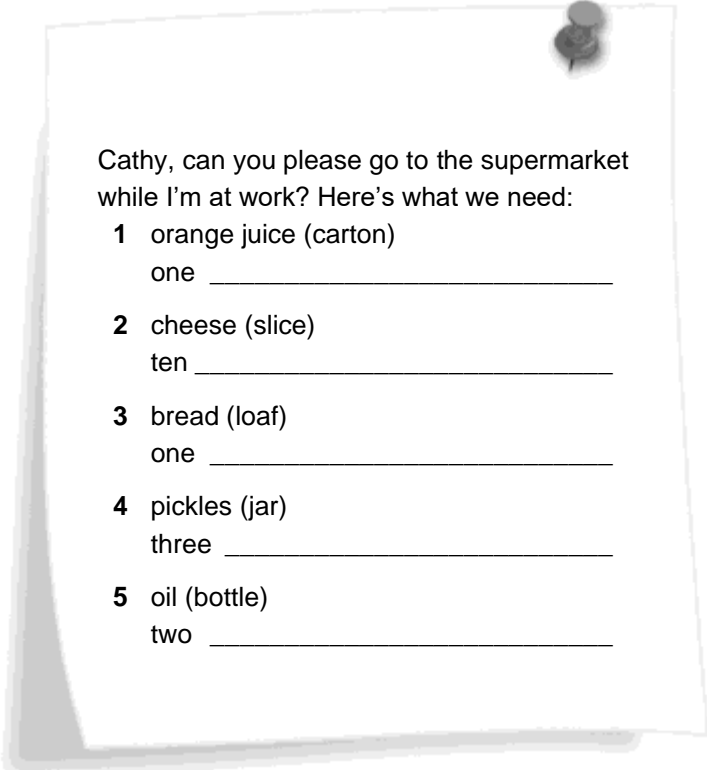 Cathy, can you please go to the supermarket
while I’m at work? Here’s what we need:
1 orange juice (carton)
one ___________________________
2 cheese (slice)
ten ____________________________
3 bread (loaf)
one ___________________________
4 pickles (jar)
three __________________________
5 oil (bottle)
two ___________________________